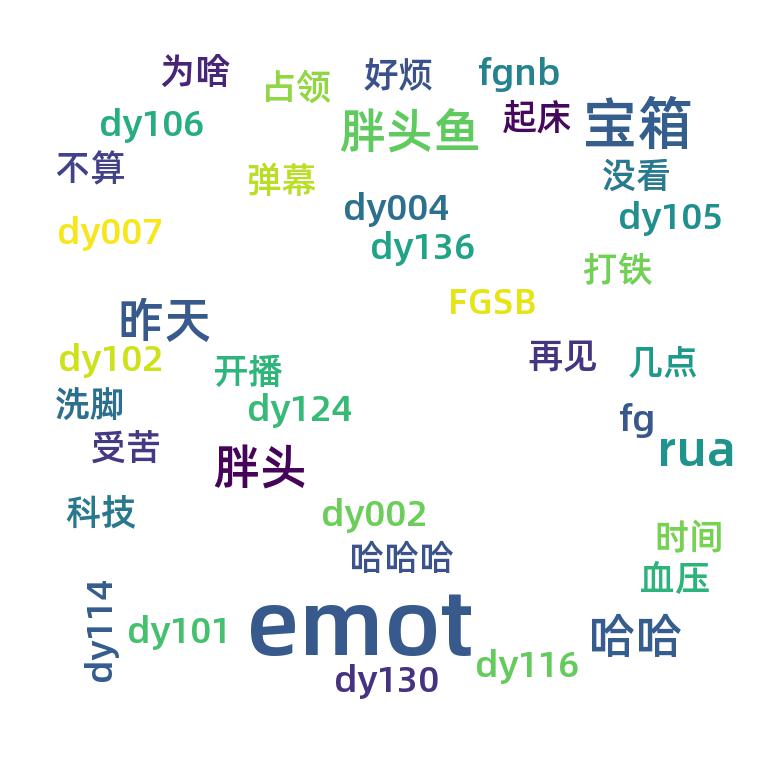 为啥
占领
好烦
fgnb
dy106
胖头鱼
起床
宝箱
不算
弹幕
没看
dy007
dy004
dy105
dy136
打铁
FGSB
昨天
dy102
开播
再见
几点
洗脚
dy124
fg
受苦
胖头
rua
科技
dy002
时间
哈哈哈
血压
dy114
dy101
emot
哈哈
dy130
dy116